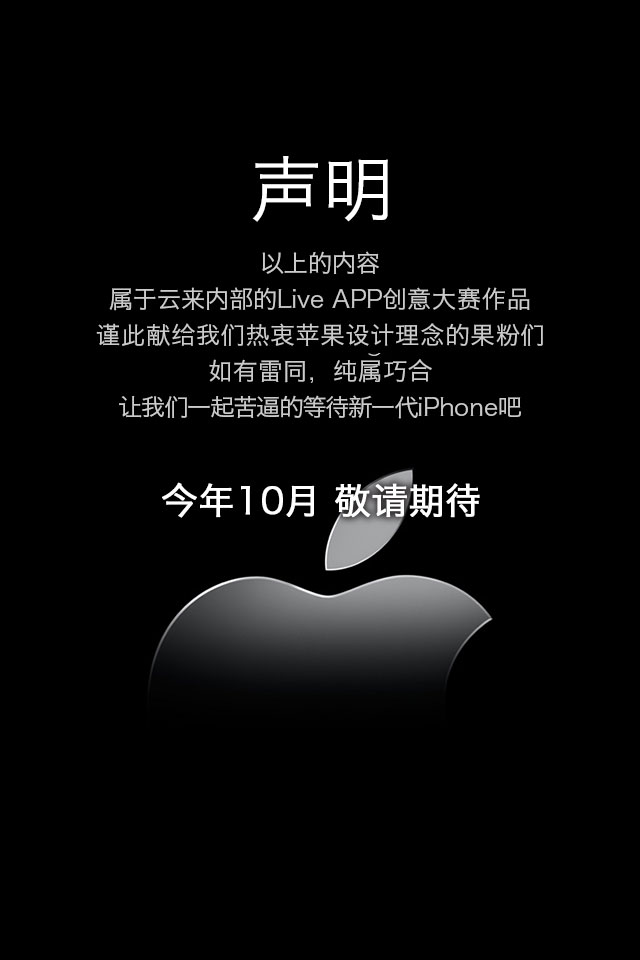 声明
以上的内容
属于云来内部的Live APP创意大赛作品
谨此献给我们热衷苹果设计理念的果粉们
如有雷同，纯属巧合
让我们一起苦逼的等待新一代iPhone吧
今年10月 敬请期待